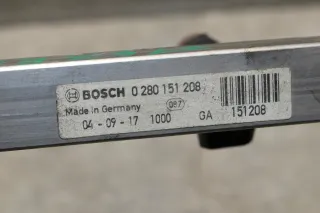 BOSCH 0 280 151 208
Made in Germany 087
04 - 09 - 17 1000 GA 151208